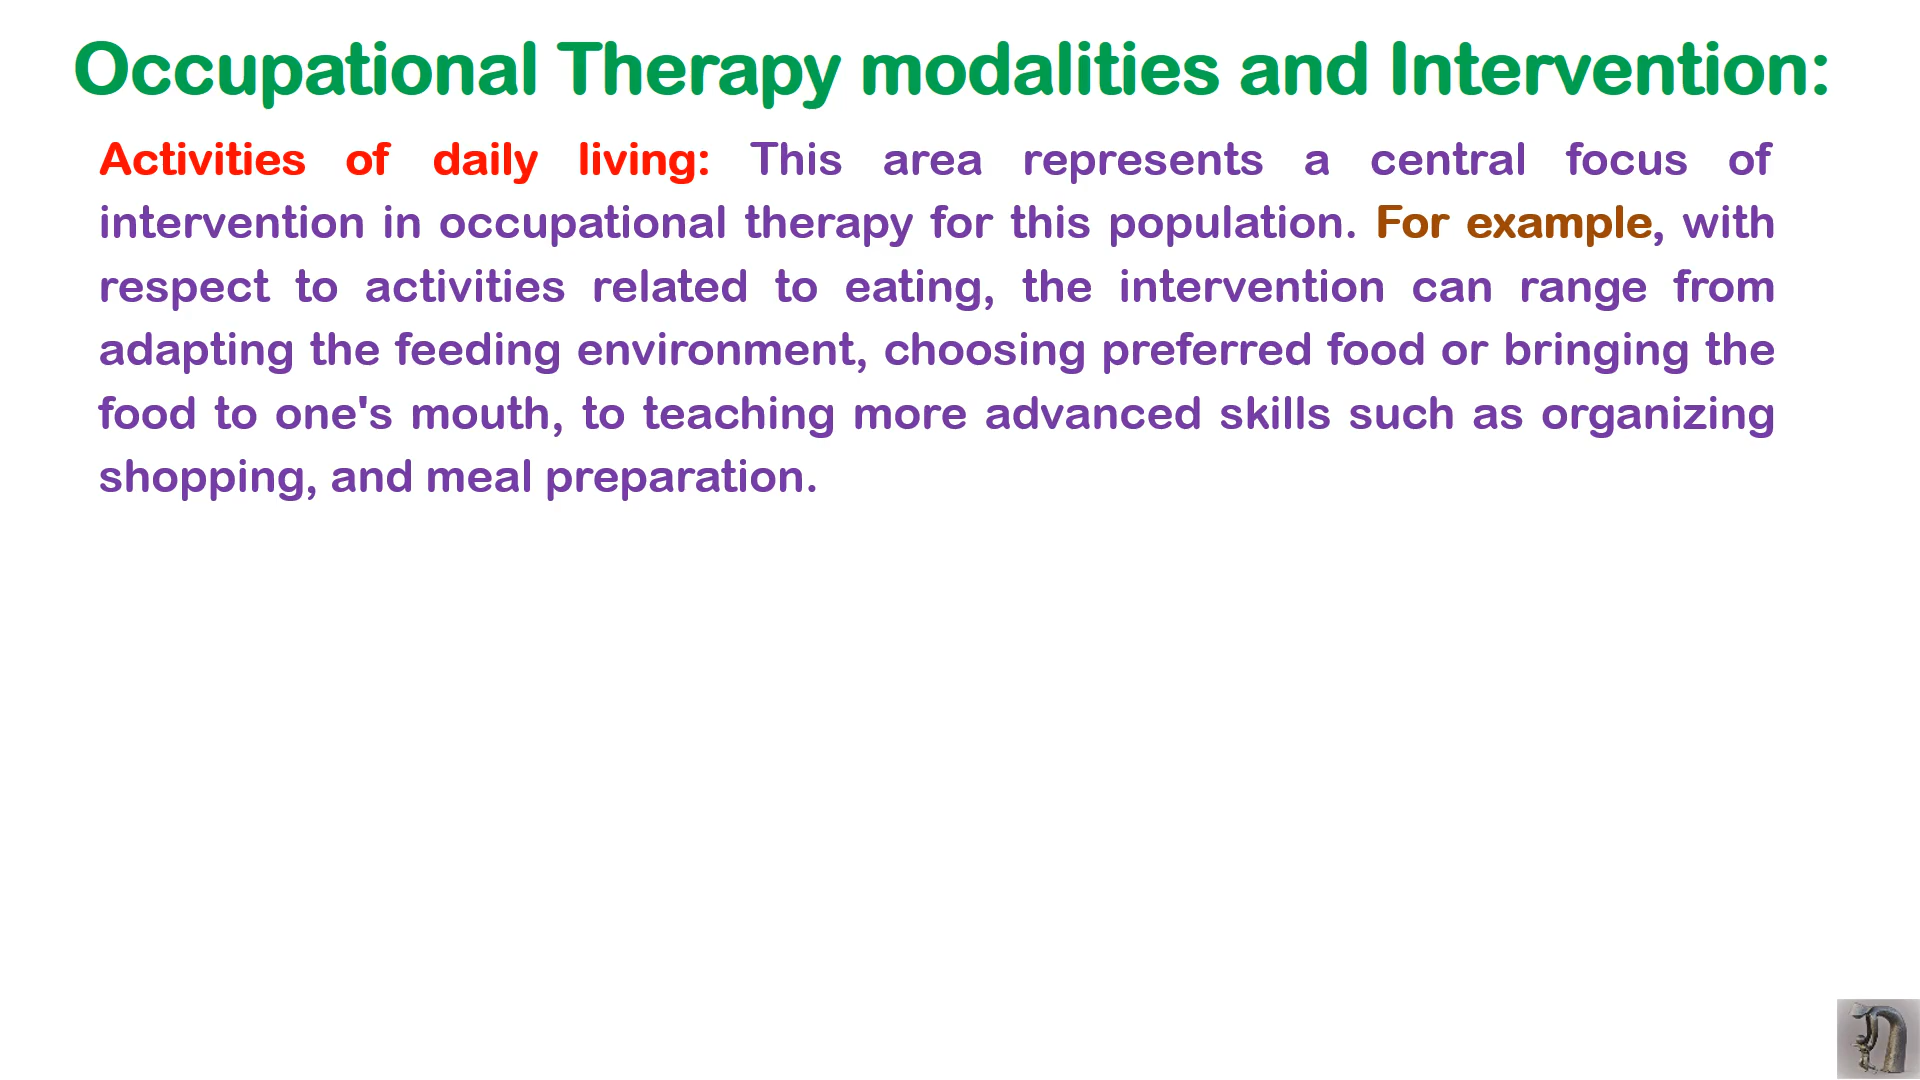 Occupational Therapy modalities and Intervention:
Activities of daily living: This area represents a central focus of
intervention in occupational therapy for this population. For example, with
respect to activities related to eating, the intervention can range from
adapting the feeding environment, choosing preferred food or bringing the
food to one's mouth, to teaching more advanced skills such as organizing
shopping, and meal preparation.